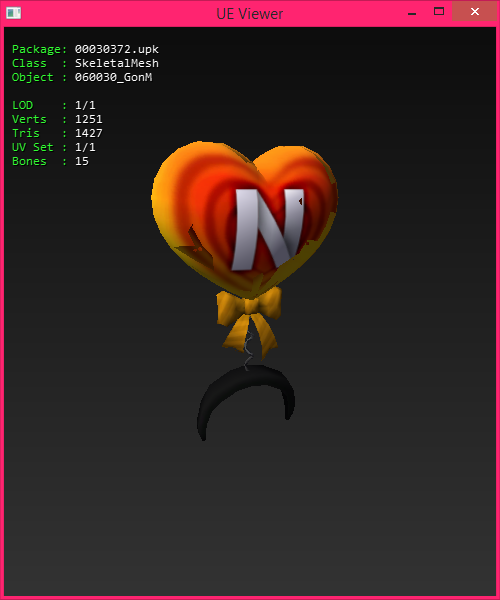 UE Viewer
Package: 00030372.upk
Class : SkeletalMesh
Object : 060030_GonM
LOD : 1/1
Verts : 1251
Tris : 1427
UV Set : 1/1
Bones : 15
N